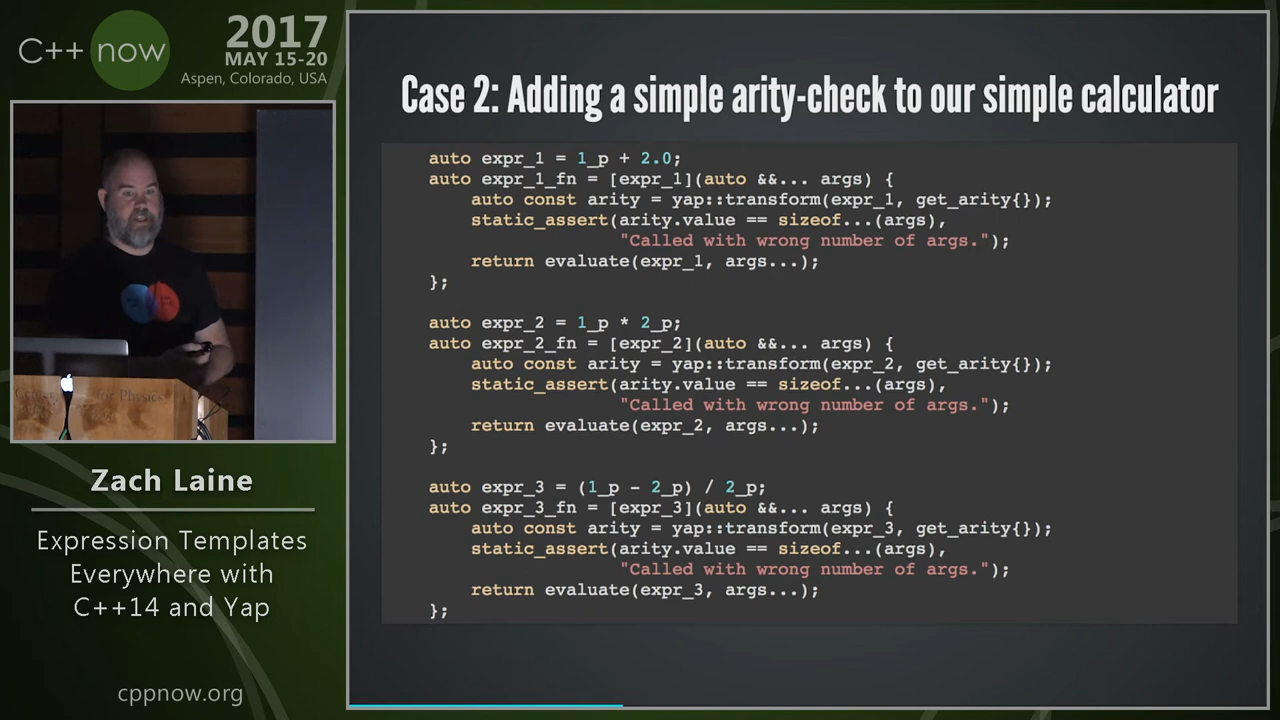 C++ now
2017
MAY 15-20
Aspen, Colorado, USA
Case 2: Adding a simple arity-check to our simple calculator
auto expr_1 = 1_p + 2.0;
auto expr_1_fn = [expr_1](auto &&... args) {
auto const arity = yap::transform(expr_1, get_arity{});
static_assert(arity.value == sizeof...(args),
"Called with wrong number of args.");
return evaluate(expr_1, args...);
};
auto expr_2 = 1_p * 2_p;
auto expr_2_fn = [expr_2](auto &&... args) {
auto const arity = yap::transform(expr_2, get_arity{});
static_assert(arity.value == sizeof...(args),
"Called with wrong number of args.");
return evaluate(expr_2, args...);
};
auto expr_3 = (1_p - 2_p) / 2_p;
auto expr_3_fn = [expr_3](auto &&... args) {
auto const arity = yap::transform(expr_3, get_arity{});
static_assert(arity.value == sizeof...(args),
"Called with wrong number of args.");
return evaluate(expr_3, args...);
};
for Physics
Zach Laine
Expression Templates
Everywhere with
C++14 and Yap
cppnow.org